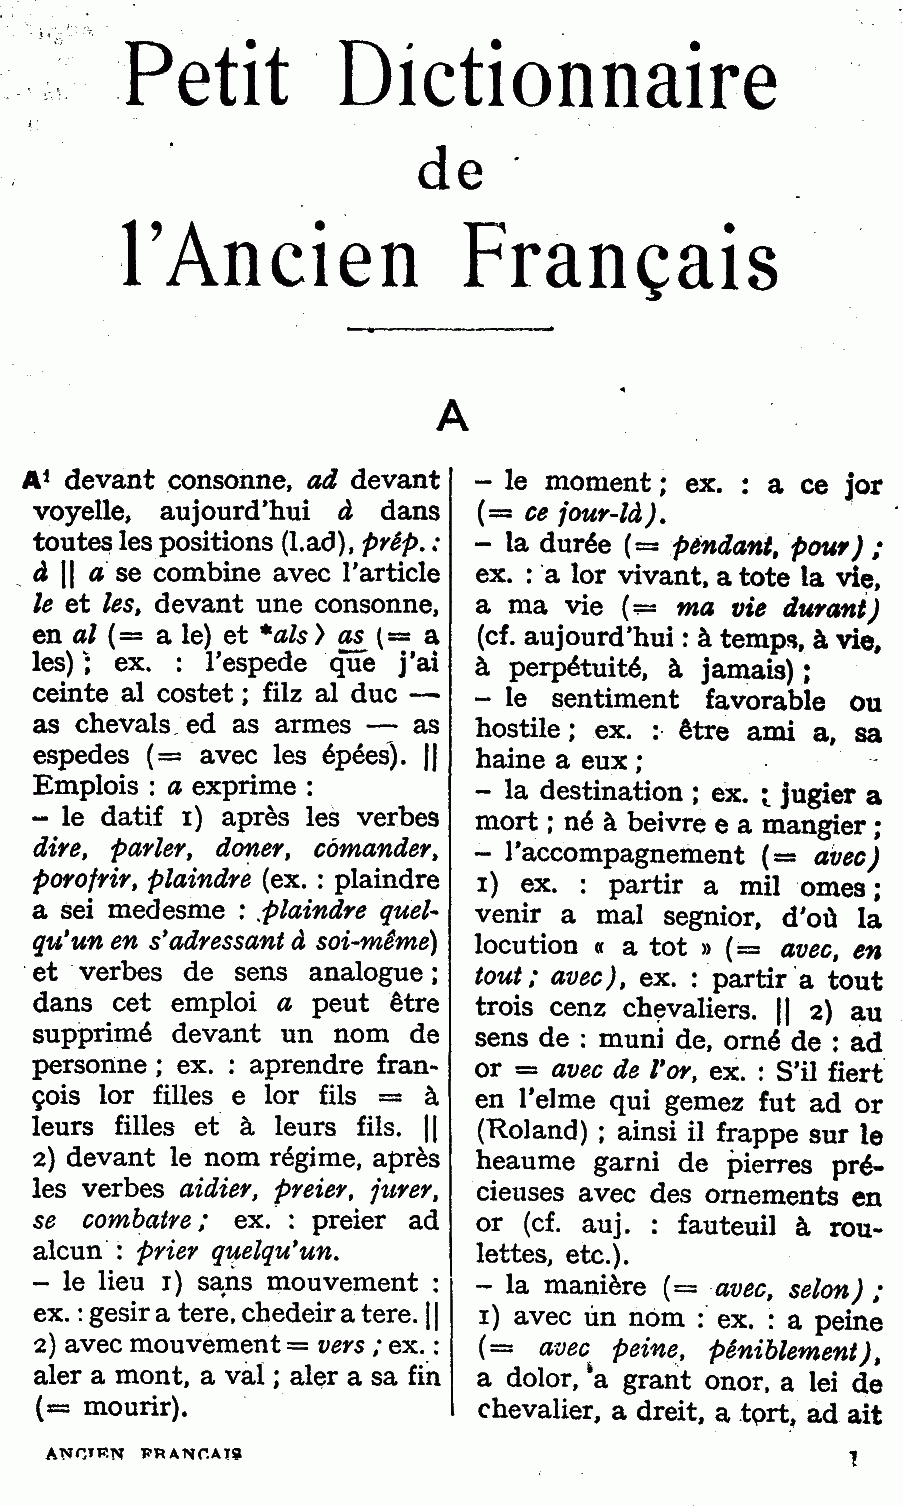 Petit Dictionnaire
de
l'Ancien Français
A
A¹ devant consonne, ad devant
voyelle, aujourd'hui à dans
toutes les positions (l.ad), prép. :
à || a se combine avec l'article
le et les, devant une consonne,
en al (= a le) et *als > as (= a
les) ; ex. : l'espede que j'ai
ceinte al costet ; filz al duc —
as chevals ed as armes — as
espedes (= avec les épées). ||
Emplois : a exprime :
– le datif 1) après les verbes
dire, parler, doner, comander,
porofrir, plaindre (ex. : plaindre
a sei medesme : plaindre quel-
qu'un en s'adressant à soi-même)
et verbes de sens analogue ;
dans cet emploi a peut être
supprimé devant un nom de
personne ; ex. : aprendre fran-
çois lor filles e lor fils = à
leurs filles et à leurs fils. ||
2) devant le nom régime, après
les verbes aidier, preier, jurer,
se combatre ; ex. : preier ad
alcun : prier quelqu'un.
– le lieu 1) sans mouvement :
ex. : gesir a tere, chedeir a tere. ||
2) avec mouvement = vers ; ex. :
aler a mont, a val ; aler a sa fin
(= mourir).
– le moment ; ex. : a ce jor
(= ce jour-là).
– la durée (= pendant, pour) ;
ex. : a lor vivant, a tote la vie,
a ma vie (= ma vie durant)
(cf. aujourd'hui : à temps, à vie,
à perpétuité, à jamais) ;
– le sentiment favorable ou
hostile ; ex. : être ami a, sa
haine a eux ;
– la destination ; ex. : jugier a
mort ; né à beivre e a mangier ;
– l'accompagnement (= avec)
1) ex. : partir a mil omes ;
venir a mal segnior, d'où la
locution « a tot » (= avec, en
tout ; avec), ex. : partir a tout
trois cenz chevaliers. || 2) au
sens de : muni de, orné de : ad
or = avec de l'or, ex. : S'il fiert
en l'elme qui gemez fut ad or
(Roland) ; ainsi il frappe sur le
heaume garni de pierres pré-
cieuses avec des ornements en
or (cf. auj. : fauteuil à rou-
lettes, etc.).
– la manière (= avec, selon) ;
1) avec un nom : ex. : a peine
(= avec peine, péniblement),
a dolor, a grant onor, a lei de
chevalier, a dreit, a tort, ad ait
ANCIEN FRANÇAIS
1